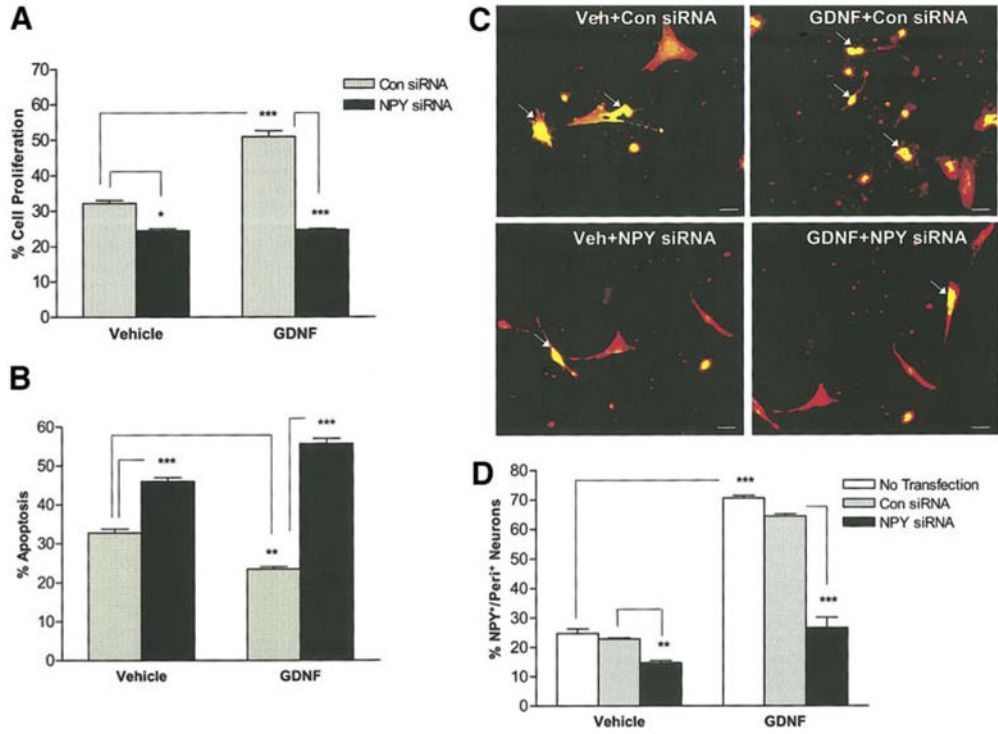 A
70
60
50
40
30
20
10
0
% Cell Proliferation
Con siRNA
NPY siRNA
*
***
***
Vehicle
GDNF
B
60
50
40
30
20
10
0
% Apoptosis
***
**
***
Vehicle
GDNF
C
Veh+Con siRNA
GDNF+Con siRNA
Veh+NPY siRNA
GDNF+NPY siRNA
D
80
70
60
50
40
30
20
10
0
% NPY⁺/Peri⁺ Neurons
No Transfection
Con siRNA
NPY siRNA
**
***
***
Vehicle
GDNF